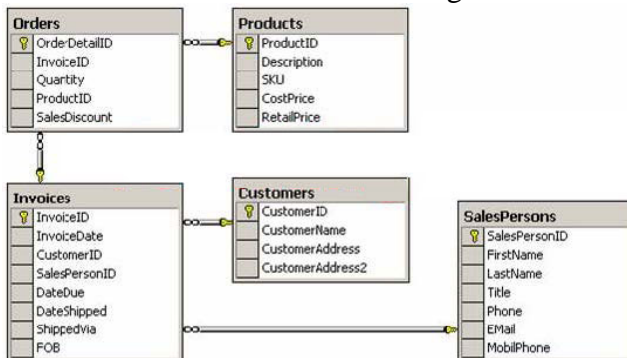 Orders
OrderDetailID
InvoiceID
Quantity
ProductID
SalesDiscount
Products
ProductID
Description
SKU
CostPrice
RetailPrice
Invoices
InvoiceID
InvoiceDate
CustomerID
SalesPersonID
DateDue
DateShipped
ShippedVia
FOB
Customers
CustomerID
CustomerName
CustomerAddress
CustomerAddress2
SalesPersons
SalesPersonID
FirstName
LastName
Title
Phone
EMail
MobilPhone